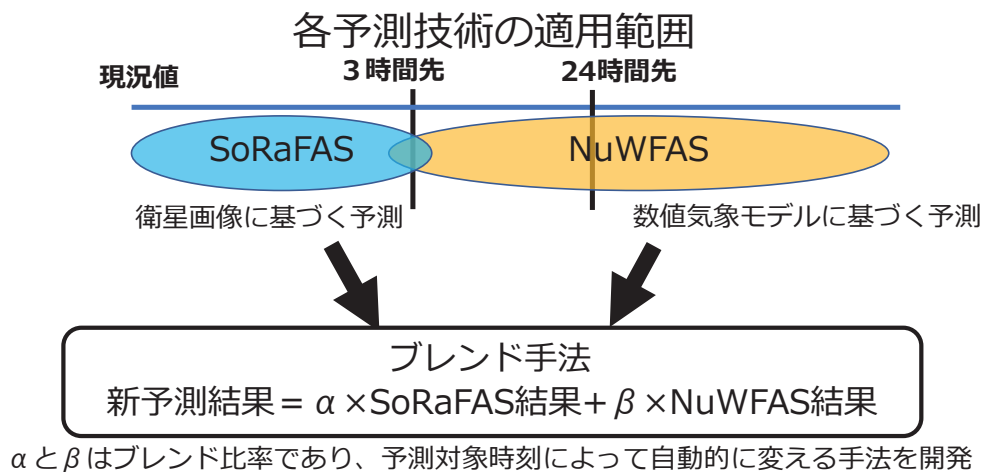 各予測技術の適用範囲
現況値 3時間先 24時間先
SoRaFAS NuWFAS
衛星画像に基づく予測 数値気象モデルに基づく予測
ブレンド手法
新予測結果= α×SoRaFAS結果+β×NuWFAS結果
αとβはブレンド比率であり、予測対象時刻によって自動的に変える手法を開発